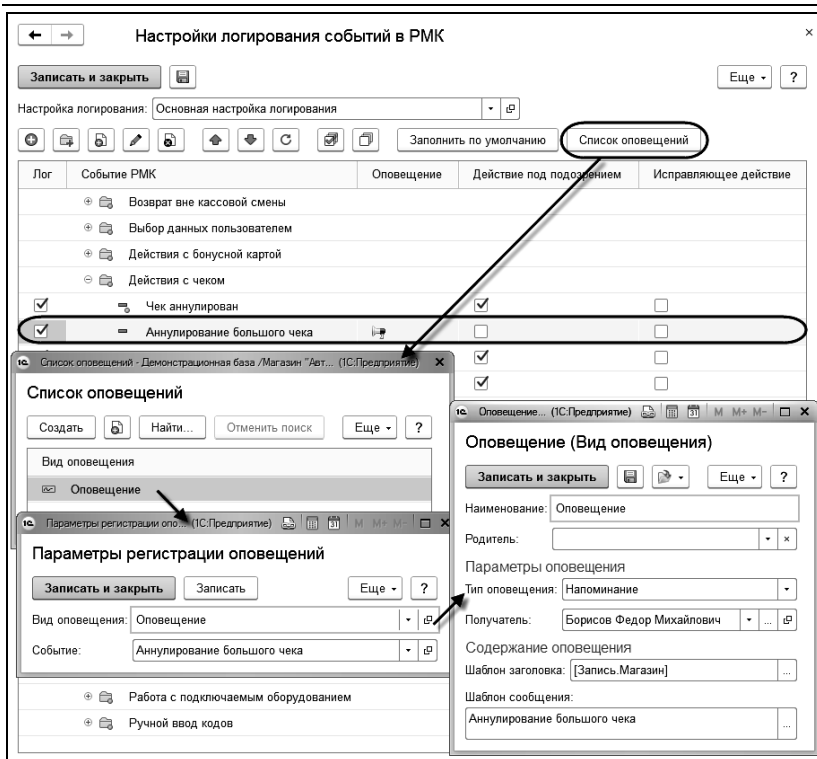 Настройки логирования событий в РМК
Записать и закрыть
Еще
?
Настройка логирования: Основная настройка логирования
Заполнить по умолчанию
Список оповещений
Лог
Событие РМК
Оповещение
Действие под подозрением
Исправляющее действие
Возврат вне кассовой смены
Выбор данных пользователем
Действия с бонусной картой
Действия с чеком
Чек аннулирован
Аннулирование большого чека
Список оповещений - Демонстрационная база /Магазин "Авт... (1С:Предприятие)
Список оповещений
Создать
Найти...
Отменить поиск
Еще
?
Вид оповещения
Оповещение
Параметры регистрации опо... (1С:Предприятие)
M M+ M-
Параметры регистрации оповещений
Записать и закрыть
Записать
Еще
?
Вид оповещения: Оповещение
Событие: Аннулирование большого чека
Работа с подключаемым оборудованием
Ручной ввод кодов
Оповещение... (1С:Предприятие)
31
M M+ M-
Оповещение (Вид оповещения)
Записать и закрыть
Еще
?
Наименование: Оповещение
Родитель:
Параметры оповещения
Тип оповещения: Напоминание
Получатель: Борисов Федор Михайлович
Содержание оповещения
Шаблон заголовка: [Запись.Магазин]
Шаблон сообщения:
Аннулирование большого чека